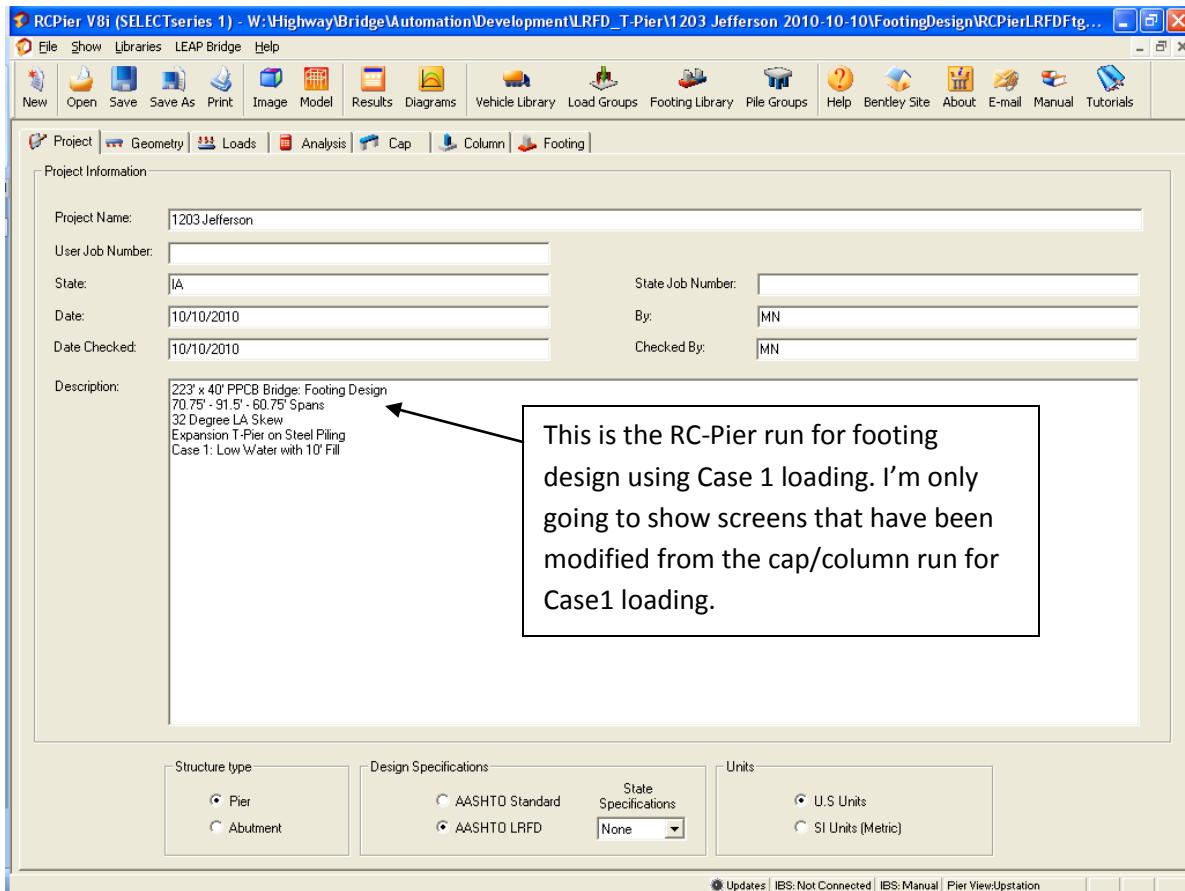 RCPier V8i (SELECTseries 1) - W:\Highway\Bridge\Automation\Development\LRFD_T-Pier\1203 Jefferson 2010-10-10\FootingDesign\RCPierLRFDFtg...
File Show Libraries LEAP Bridge Help
New Open Save Save As Print Image Model Results Diagrams Vehicle Library Load Groups Footing Library Pile Groups Help Bentley Site About E-mail Manual Tutorials
Project Geometry Loads Analysis Cap Column Footing
Project Information
Project Name: 1203 Jefferson
User Job Number:
State: IA State Job Number:
Date: 10/10/2010 By: MN
Date Checked: 10/10/2010 Checked By: MN
Description: 223' x 40' PPCB Bridge: Footing Design
70.75' - 91.5' - 60.75' Spans
32 Degree LA Skew
Expansion T-Pier on Steel Piling
Case 1: Low Water with 10' Fill
This is the RC-Pier run for footing
design using Case 1 loading. I'm only
going to show screens that have been
modified from the cap/column run for
Case1 loading.
Structure type Design Specifications Units
Pier AASHTO Standard State Specifications U.S Units
Abutment AASHTO LRFD None SI Units (Metric)
Updates IBS: Not Connected IBS: Manual Pier View:Upstation